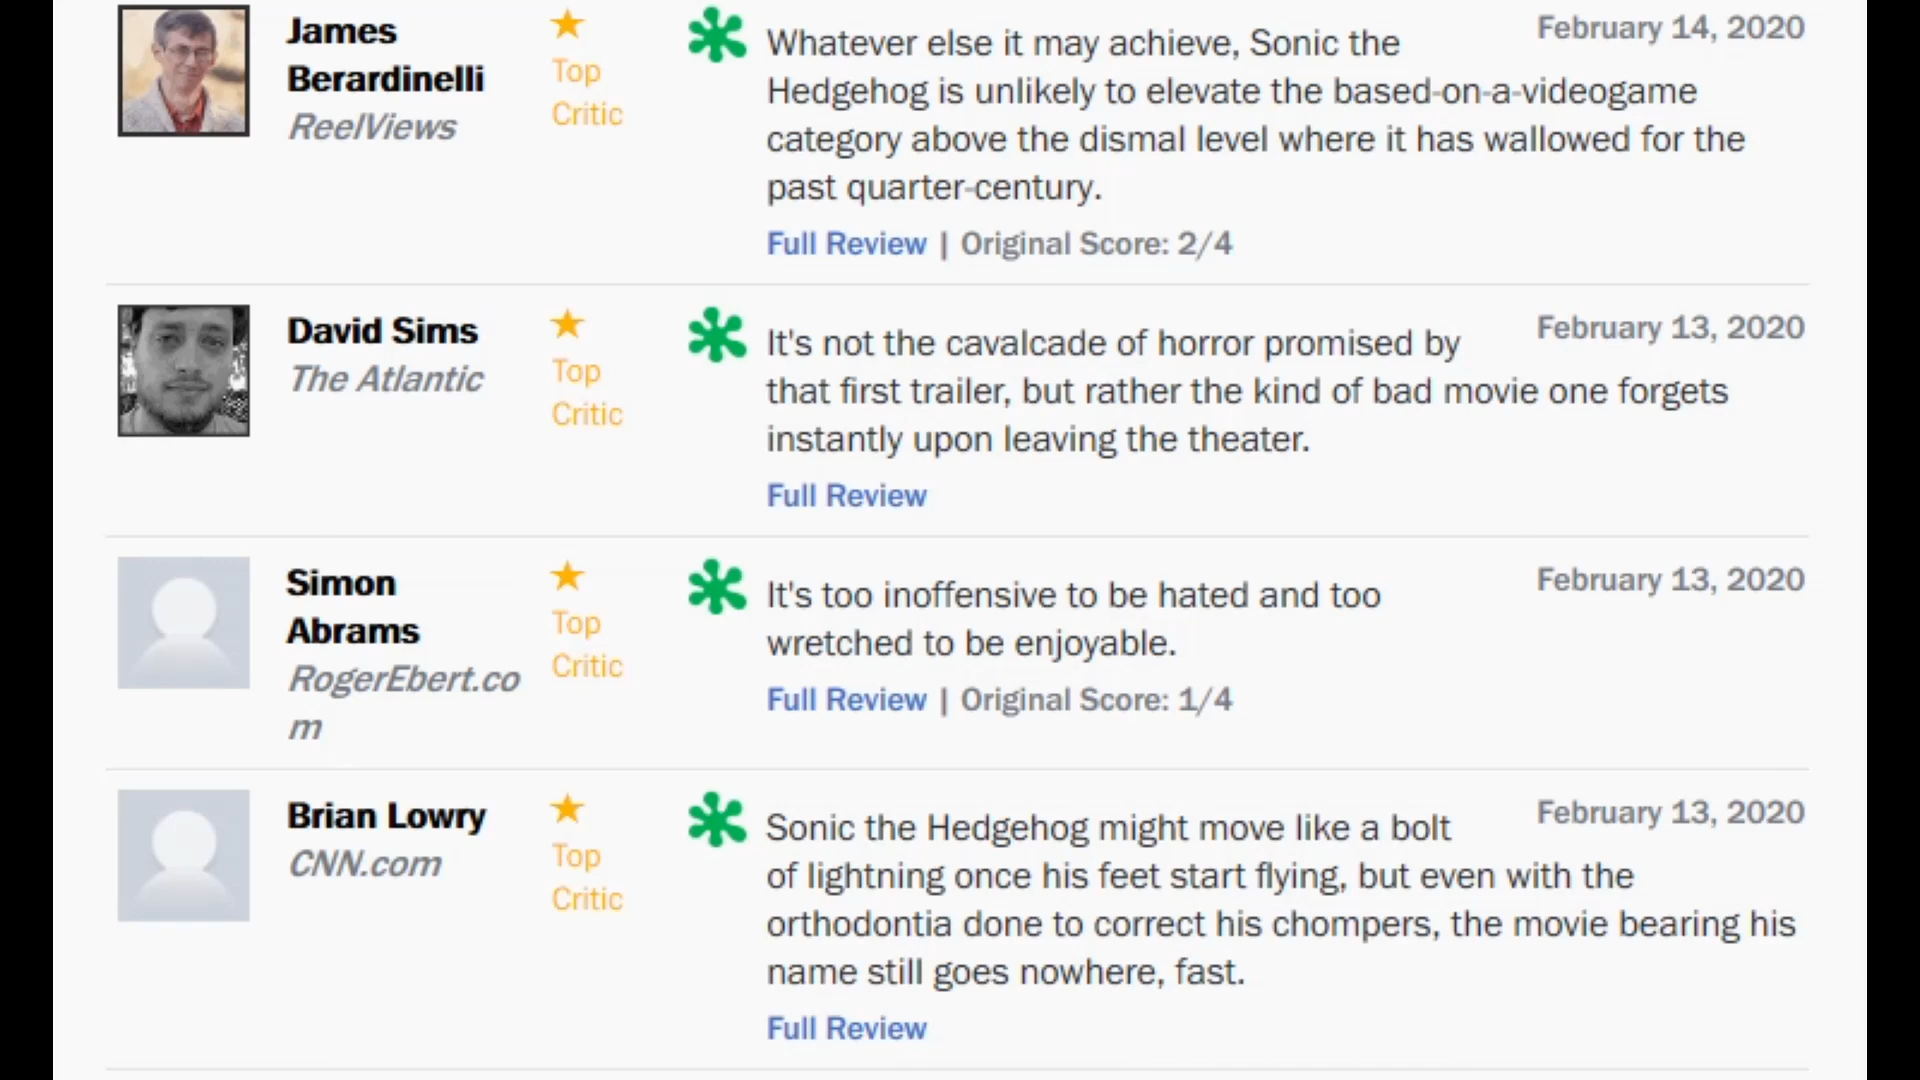 James
Berardinelli
ReelViews
Top
Critic
February 14, 2020
Whatever else it may achieve, Sonic the
Hedgehog is unlikely to elevate the based-on-a-videogame
category above the dismal level where it has wallowed for the
past quarter-century.
Full Review | Original Score: 2/4
David Sims
The Atlantic
Top
Critic
February 13, 2020
It's not the cavalcade of horror promised by
that first trailer, but rather the kind of bad movie one forgets
instantly upon leaving the theater.
Full Review
Simon
Abrams
RogerEbert.co
m
Top
Critic
February 13, 2020
It's too inoffensive to be hated and too
wretched to be enjoyable.
Full Review | Original Score: 1/4
Brian Lowry
CNN.com
Top
Critic
February 13, 2020
Sonic the Hedgehog might move like a bolt
of lightning once his feet start flying, but even with the
orthodontia done to correct his chompers, the movie bearing his
name still goes nowhere, fast.
Full Review